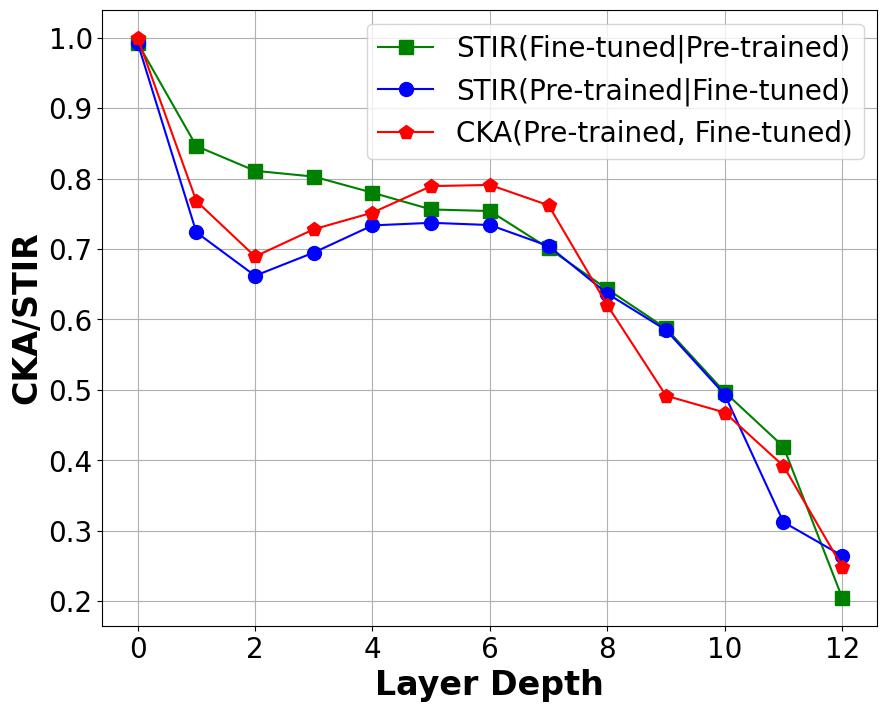 STIR(Fine-tuned|Pre-trained)
STIR(Pre-trained|Fine-tuned)
CKA(Pre-trained, Fine-tuned)
CKA/STIR
1.0
0.9
0.8
0.7
0.6
0.5
0.4
0.3
0.2
0 2 4 6 8 10 12
Layer Depth